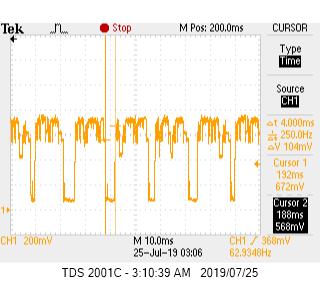 Tek Stop M Pos: 200.0ms CURSOR
Type
Time
Source
CH1
Δt 4.000ms
1/Δt 250.0Hz
ΔV 104mV
Cursor 1
192ms
672mV
Cursor 2
188ms
568mV
1
CH1 200mV M 10.0ms CH1 / 368mV
25-Jul-19 03:06 62.9348Hz
TDS 2001C - 3:10:39 AM 2019/07/25